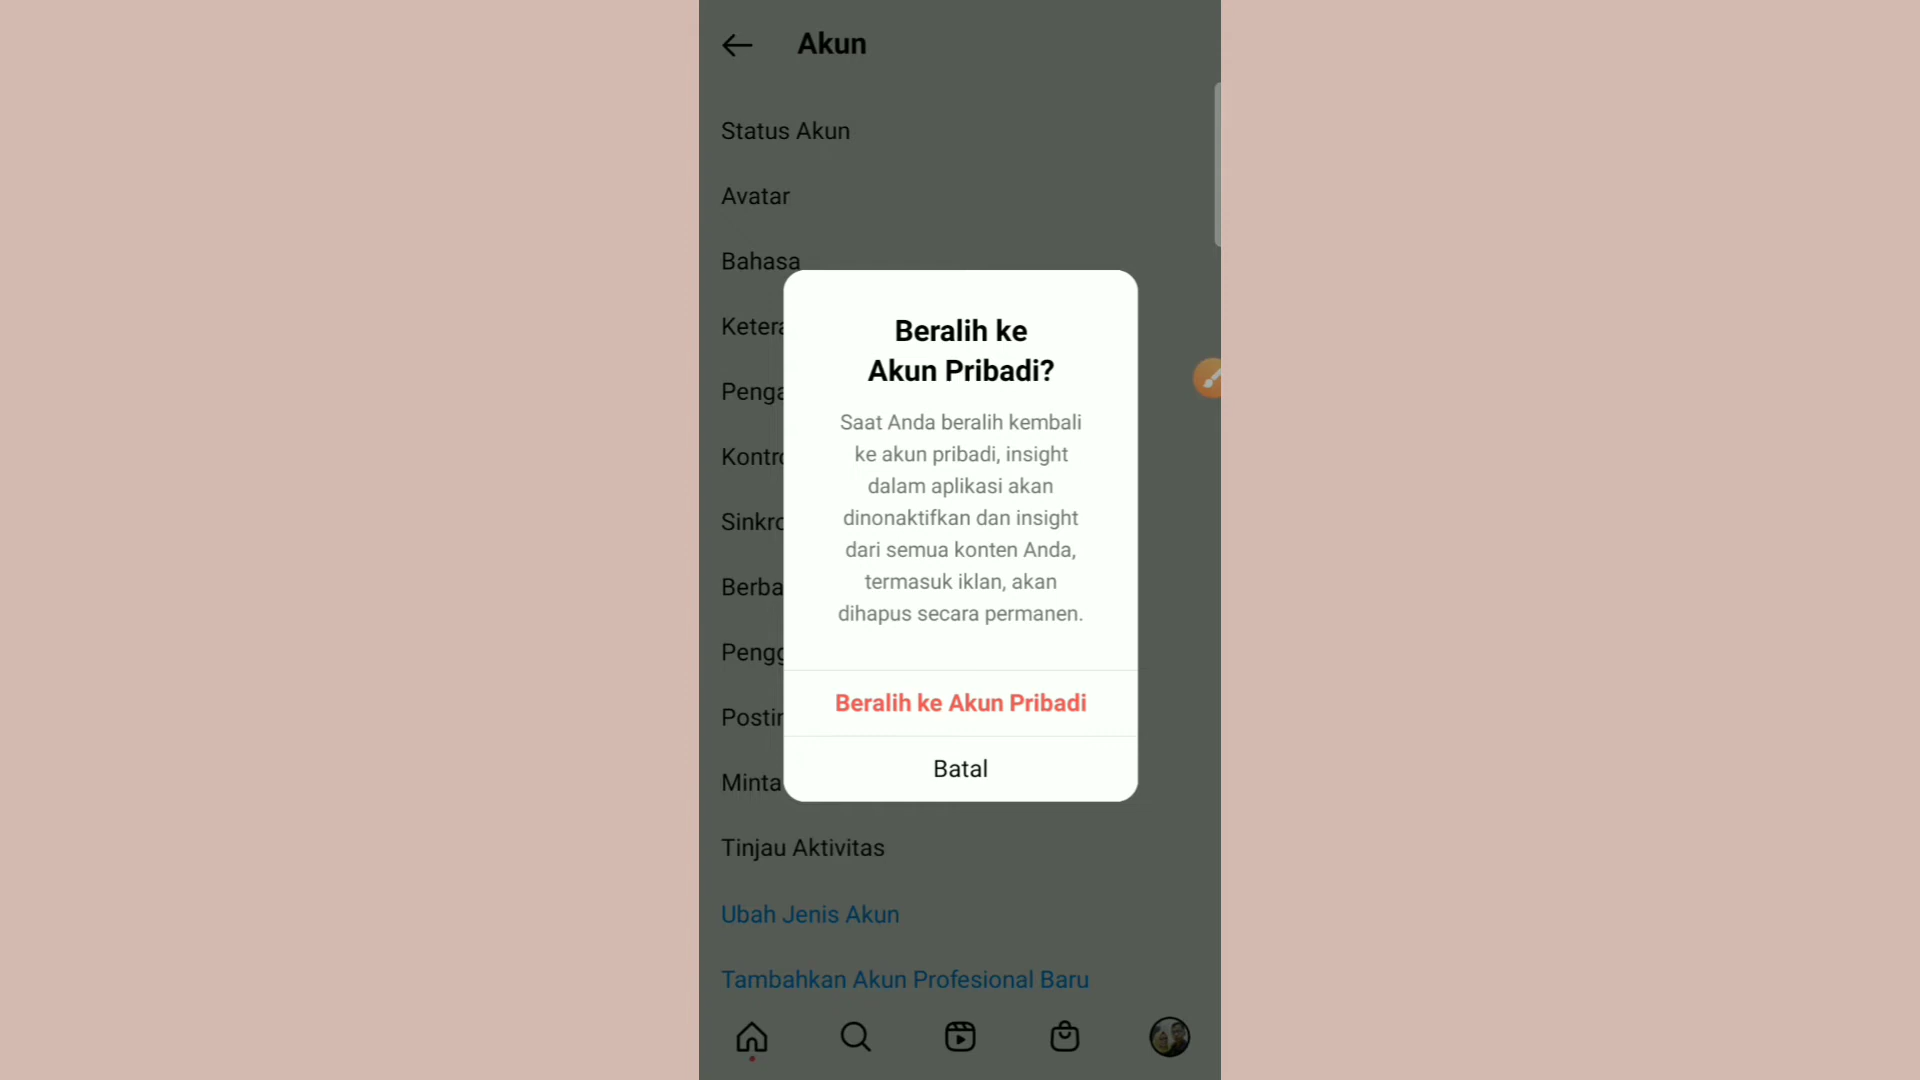 Akun
Status Akun
Avatar
Bahasa
Beralih ke
Akun Pribadi?
Saat Anda beralih kembali
ke akun pribadi, insight
dalam aplikasi akan
dinonaktifkan dan insight
dari semua konten Anda,
termasuk iklan, akan
dihapus secara permanen.
Beralih ke Akun Pribadi
Batal
Minta
Tinjau Aktivitas
Ubah Jenis Akun
Tambahkan Akun Profesional Baru